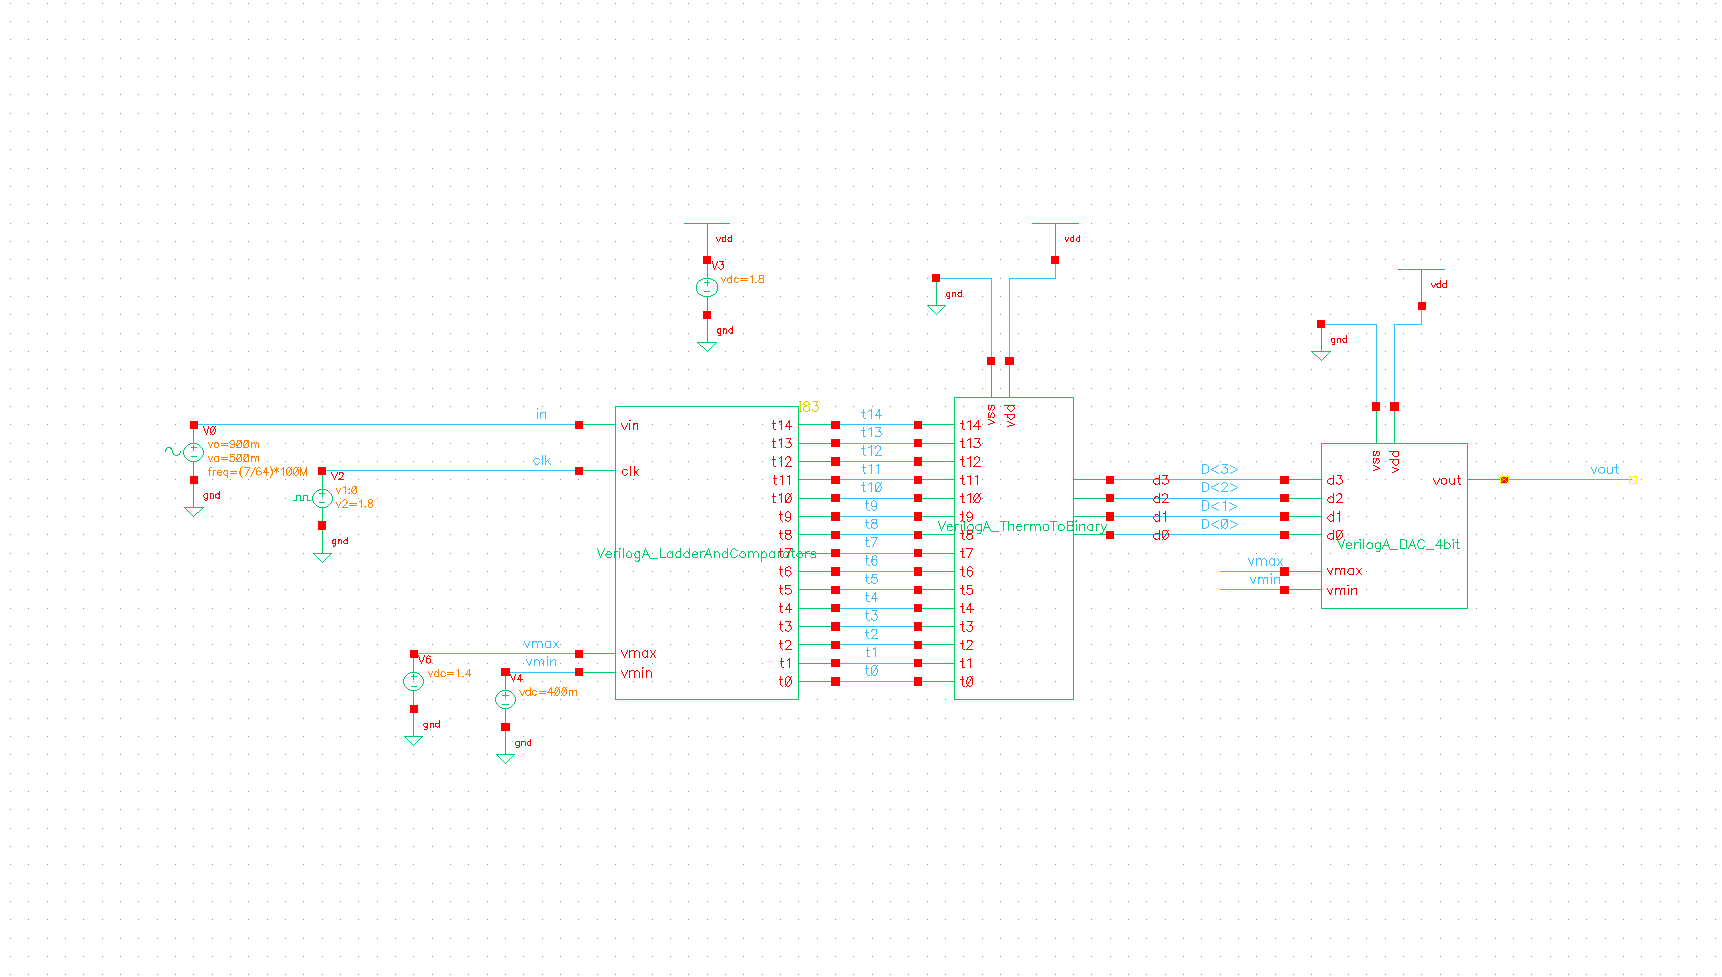 vdd
V3
vdc=1.8
gnd
vdd
gnd
vdd
gnd
in
V0
vo=900m
va=500m
freq=(7/64)*100M
gnd
clk
V2
v1:0
v2=1.8
gnd
vmax
V6
vdc=1.4
gnd
vmin
V4
vdc=400m
gnd
I83
vin
clk
VerilogA_LadderAndComparators
vmax
vmin
t14
t13
t12
t11
t10
t9
t8
t7
t6
t5
t4
t3
t2
t1
t0
t14
t13
t12
t11
t10
t9
t8
t7
t6
t5
t4
t3
t2
t1
t0
vss
vdd
t14
t13
t12
t11
t10
t9
t8
t7
t6
t5
t4
t3
t2
t1
t0
VerilogA_ThermoToBinary
d3
d2
d1
d0
D<3>
D<2>
D<1>
D<0>
vmax
vmin
vss
vdd
d3
d2
d1
d0
VerilogA_DAC_4bit
vmax
vmin
vout
vout